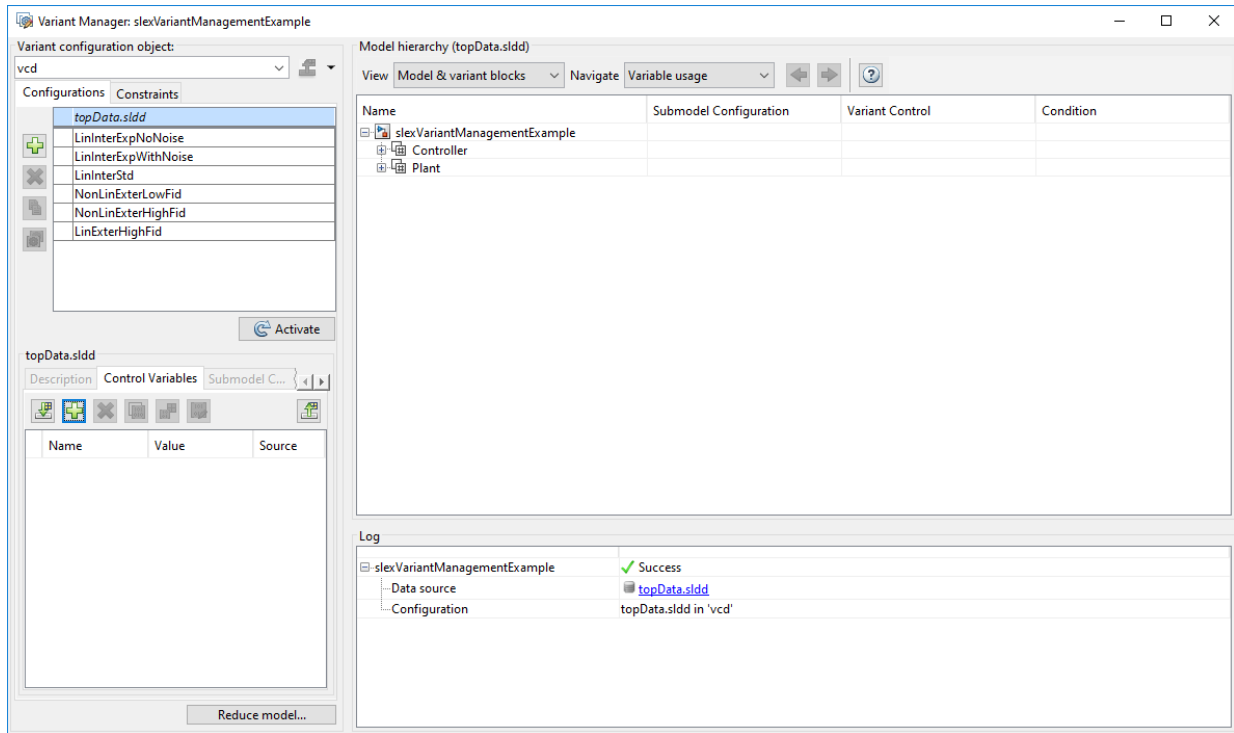 Variant Manager: slexVariantManagementExample
Variant configuration object:
vcd
Configurations Constraints
topData.sldd
LinInterExpNoNoise
LinInterExpWithNoise
LinInterStd
NonLinExterLowFid
NonLinExterHighFid
LinExterHighFid
Activate
topData.sldd
Description Control Variables Submodel C...
Name Value Source
Reduce model...
Model hierarchy (topData.sldd)
View Model & variant blocks Navigate Variable usage
Name Submodel Configuration Variant Control Condition
slexVariantManagementExample
Controller
Plant
Log
slexVariantManagementExample Success
Data source topData.sldd
Configuration topData.sldd in 'vcd'